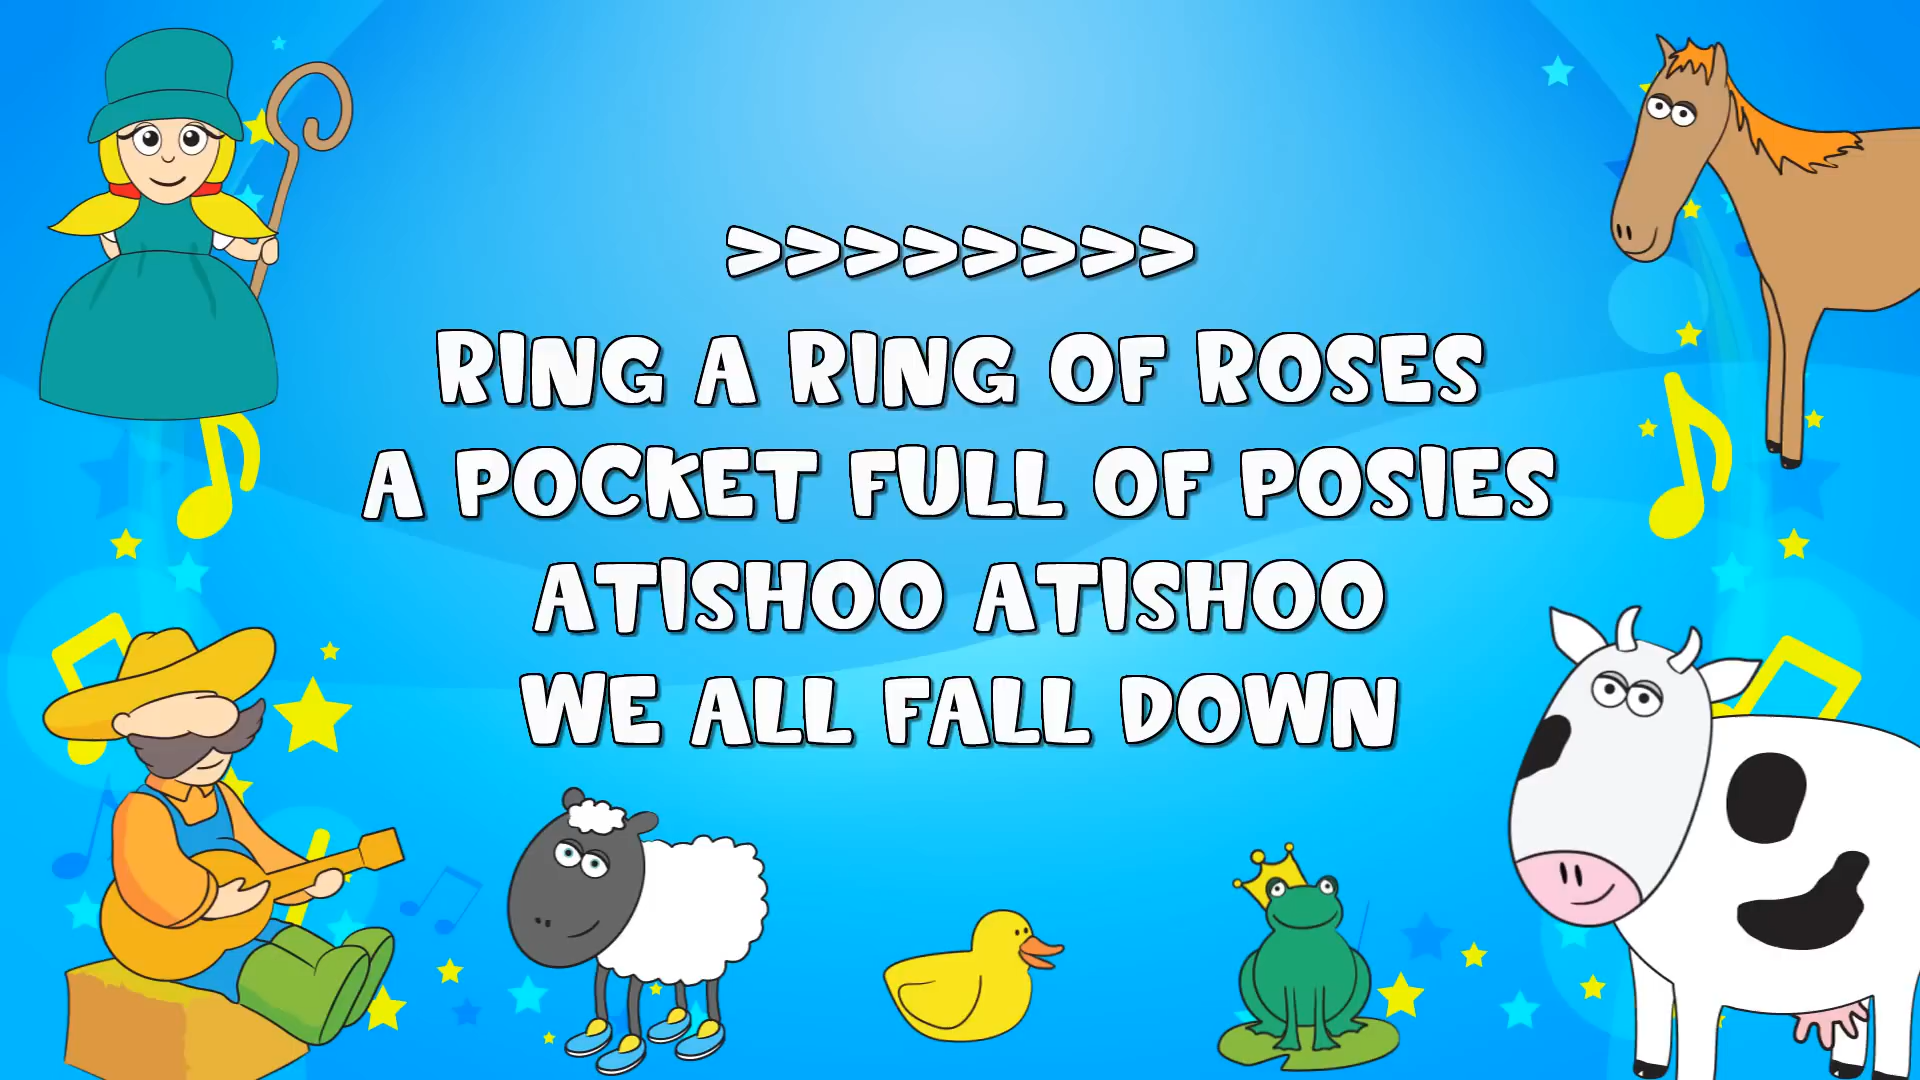 >>>>>>>>
RING A RING OF ROSES
A POCKET FULL OF POSIES
ATISHOO ATISHOO
WE ALL FALL DOWN